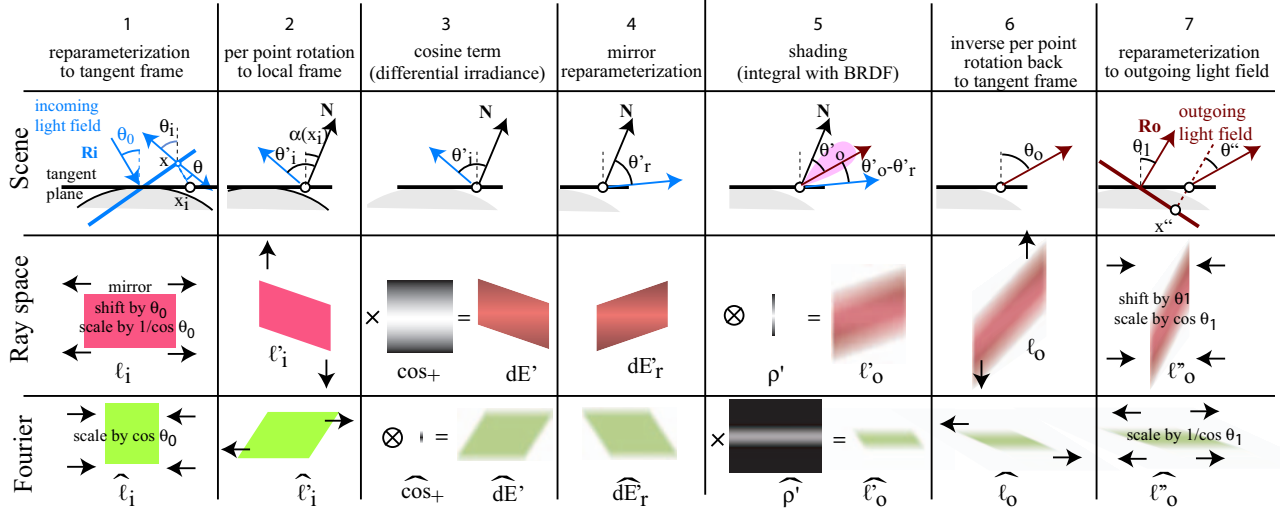 1
reparameterization
to tangent frame
2
per point rotation
to local frame
3
cosine term
(differential irradiance)
4
mirror
reparameterization
5
shading
(integral with BRDF)
6
inverse per point
rotation back
to tangent frame
7
reparameterization
to outgoing light field
Scene
incoming
light field
θ0
θi
Ri
x
θ
tangent
plane
xi
N
α(xi)
θ'i
N
θ'i
N
θ'r
N
θ'o
θ'o-θ'r
θo
Ro
outgoing
light field
θ1
θ“
x“
Ray space
mirror
shift by θ0
scale by 1/cos θ0
ℓi
ℓ'i
×
=
cos+
dE'
dE'r
⊗
=
ρ'
ℓ'o
ℓo
shift by θ1
scale by cos θ1
ℓ"o
Fourier
scale by cos θ0
ℓ̂i
ℓ̂'i
⊗
=
ĉos+
d̂E'
d̂E'r
×
=
ρ̂'
ℓ̂'o
ℓ̂o
scale by 1/cos θ1
ℓ̂"o